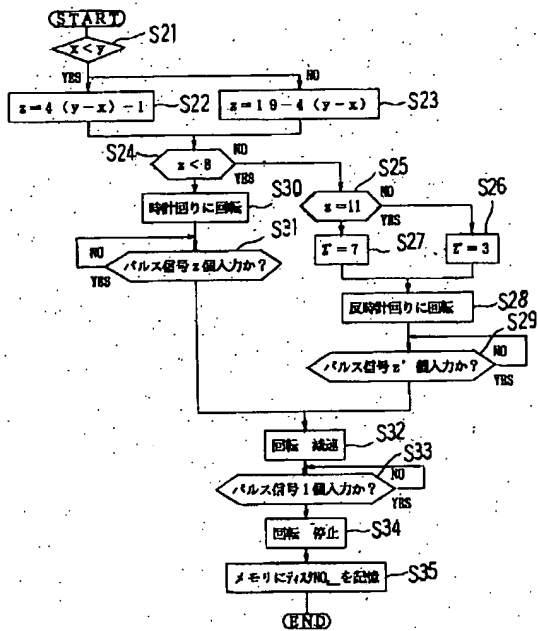 START
S21
x<y
YES
NO
z=4 (y-x) -1
S22
z=19-4 (y-x)
S23
S24
z<8
NO
YES
S25
S30
時計回りに回転
z=11
NO
YES
S26
S31
NO
パルス信号z個入力か?
YES
z'=7
S27
z'=3
反時計回りに回転
S28
S29
パルス信号z'個入力か?
NO
YES
回転 減速
S32
S33
NO
パルス信号1個入力か?
YES
回転 停止
S34
メモリにディスクNO_を記憶
S35
END